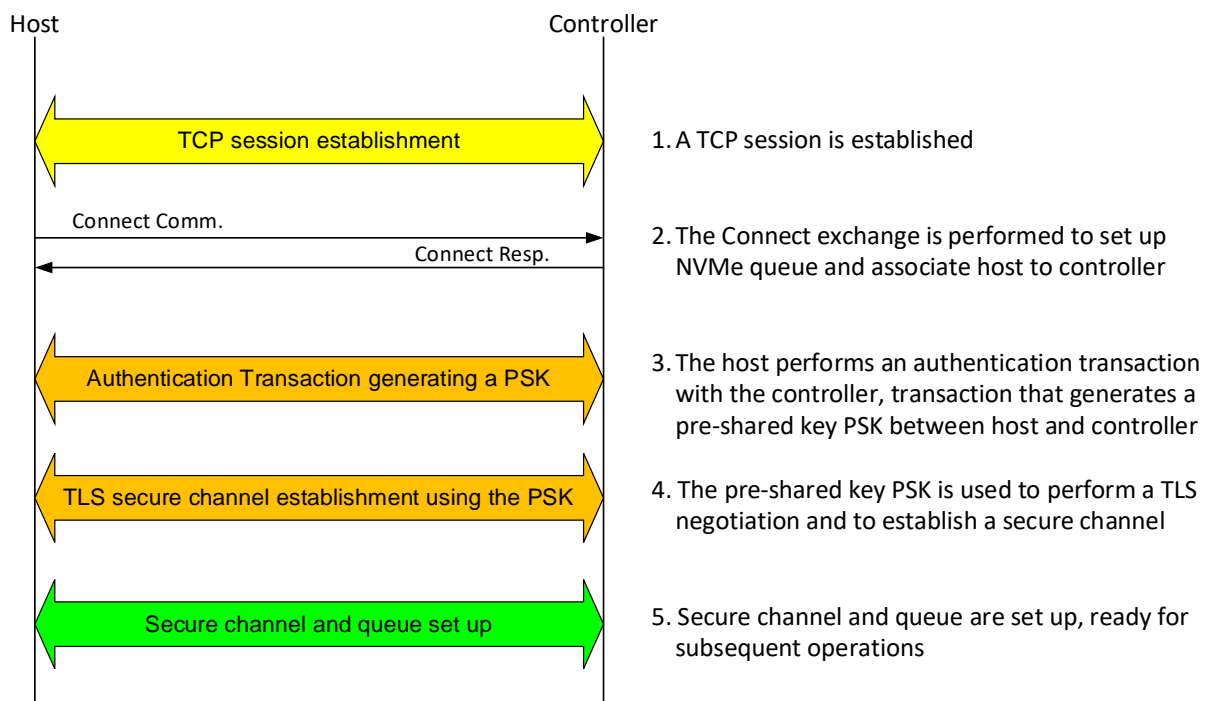 Host
Controller
TCP session establishment
1. A TCP session is established
Connect Comm.
Connect Resp.
2. The Connect exchange is performed to set up
NVMe queue and associate host to controller
Authentication Transaction generating a PSK
3. The host performs an authentication transaction
with the controller, transaction that generates a
pre-shared key PSK between host and controller
TLS secure channel establishment using the PSK
4. The pre-shared key PSK is used to perform a TLS
negotiation and to establish a secure channel
Secure channel and queue set up
5. Secure channel and queue are set up, ready for
subsequent operations